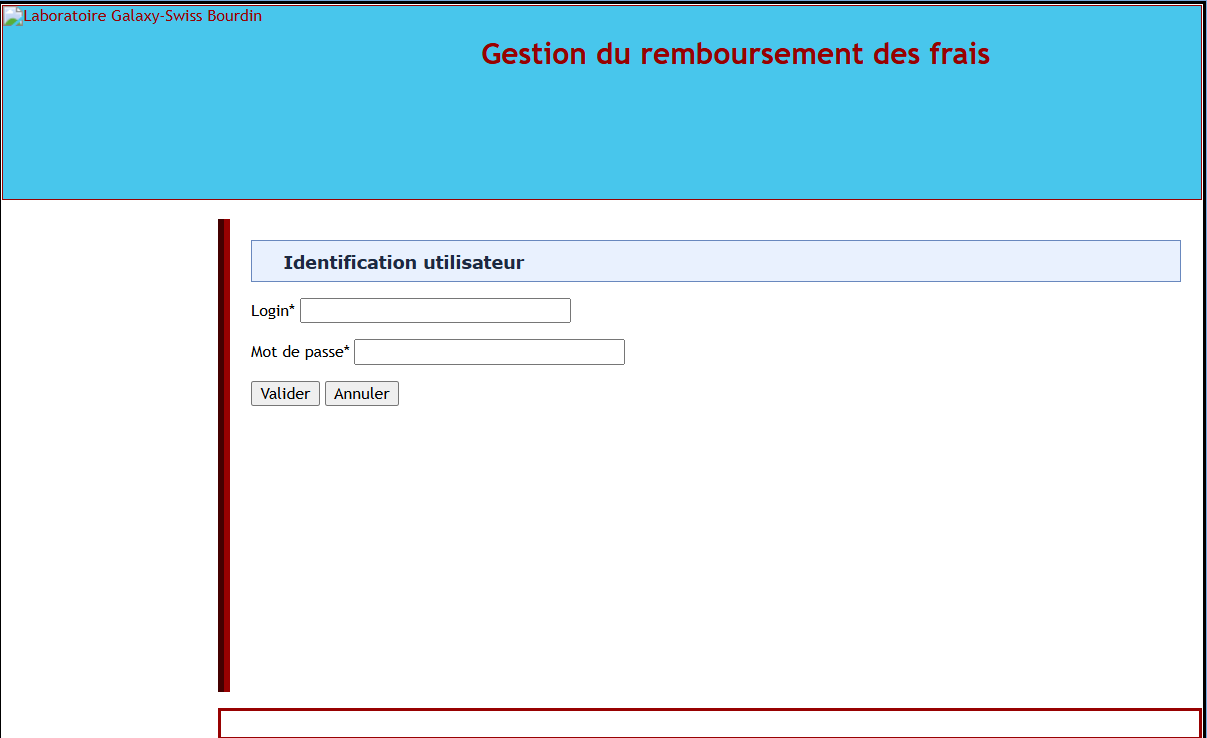 Laboratoire Galaxy-Swiss Bourdin
Gestion du remboursement des frais
Identification utilisateur
Login*
Mot de passe*
Valider Annuler